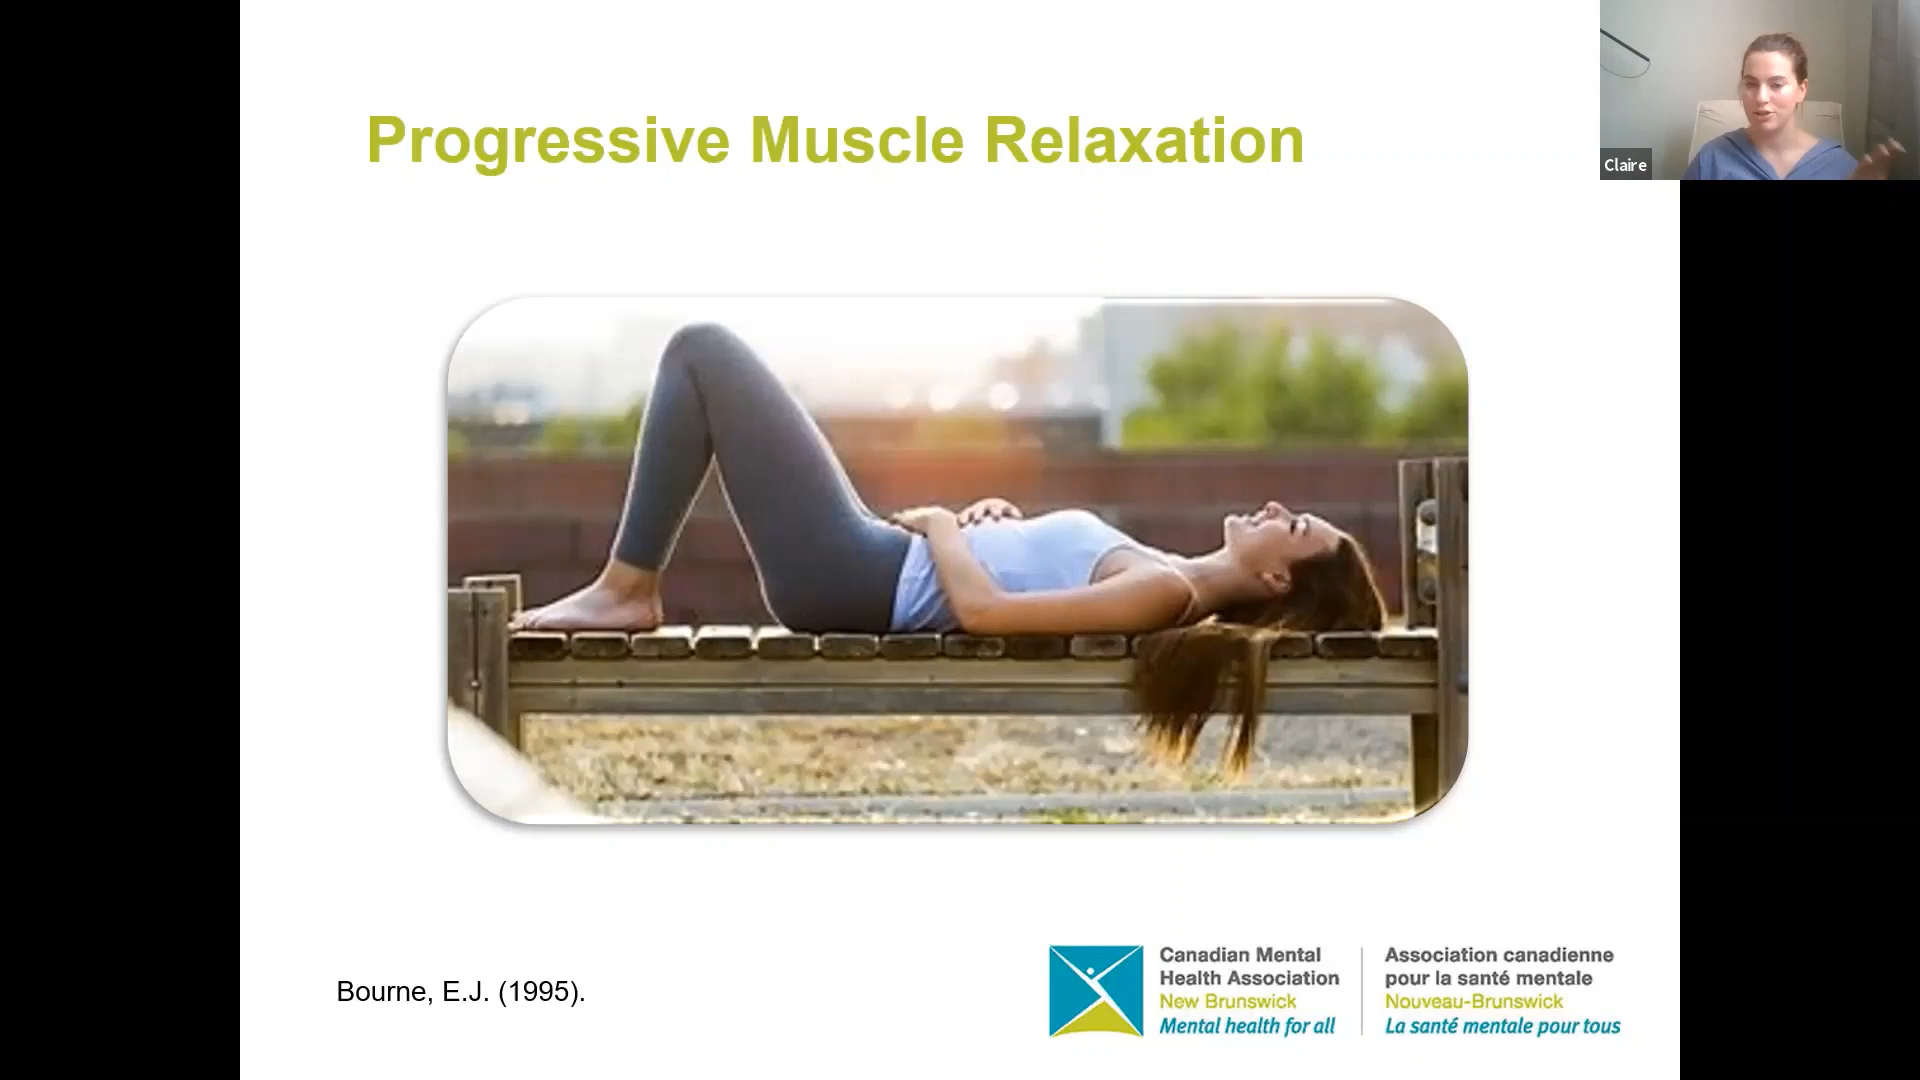 Progressive Muscle Relaxation
Claire
Bourne, E.J. (1995).
Canadian Mental
Health Association
New Brunswick
Mental health for all
Association canadienne
pour la santé mentale
Nouveau-Brunswick
La santé mentale pour tous